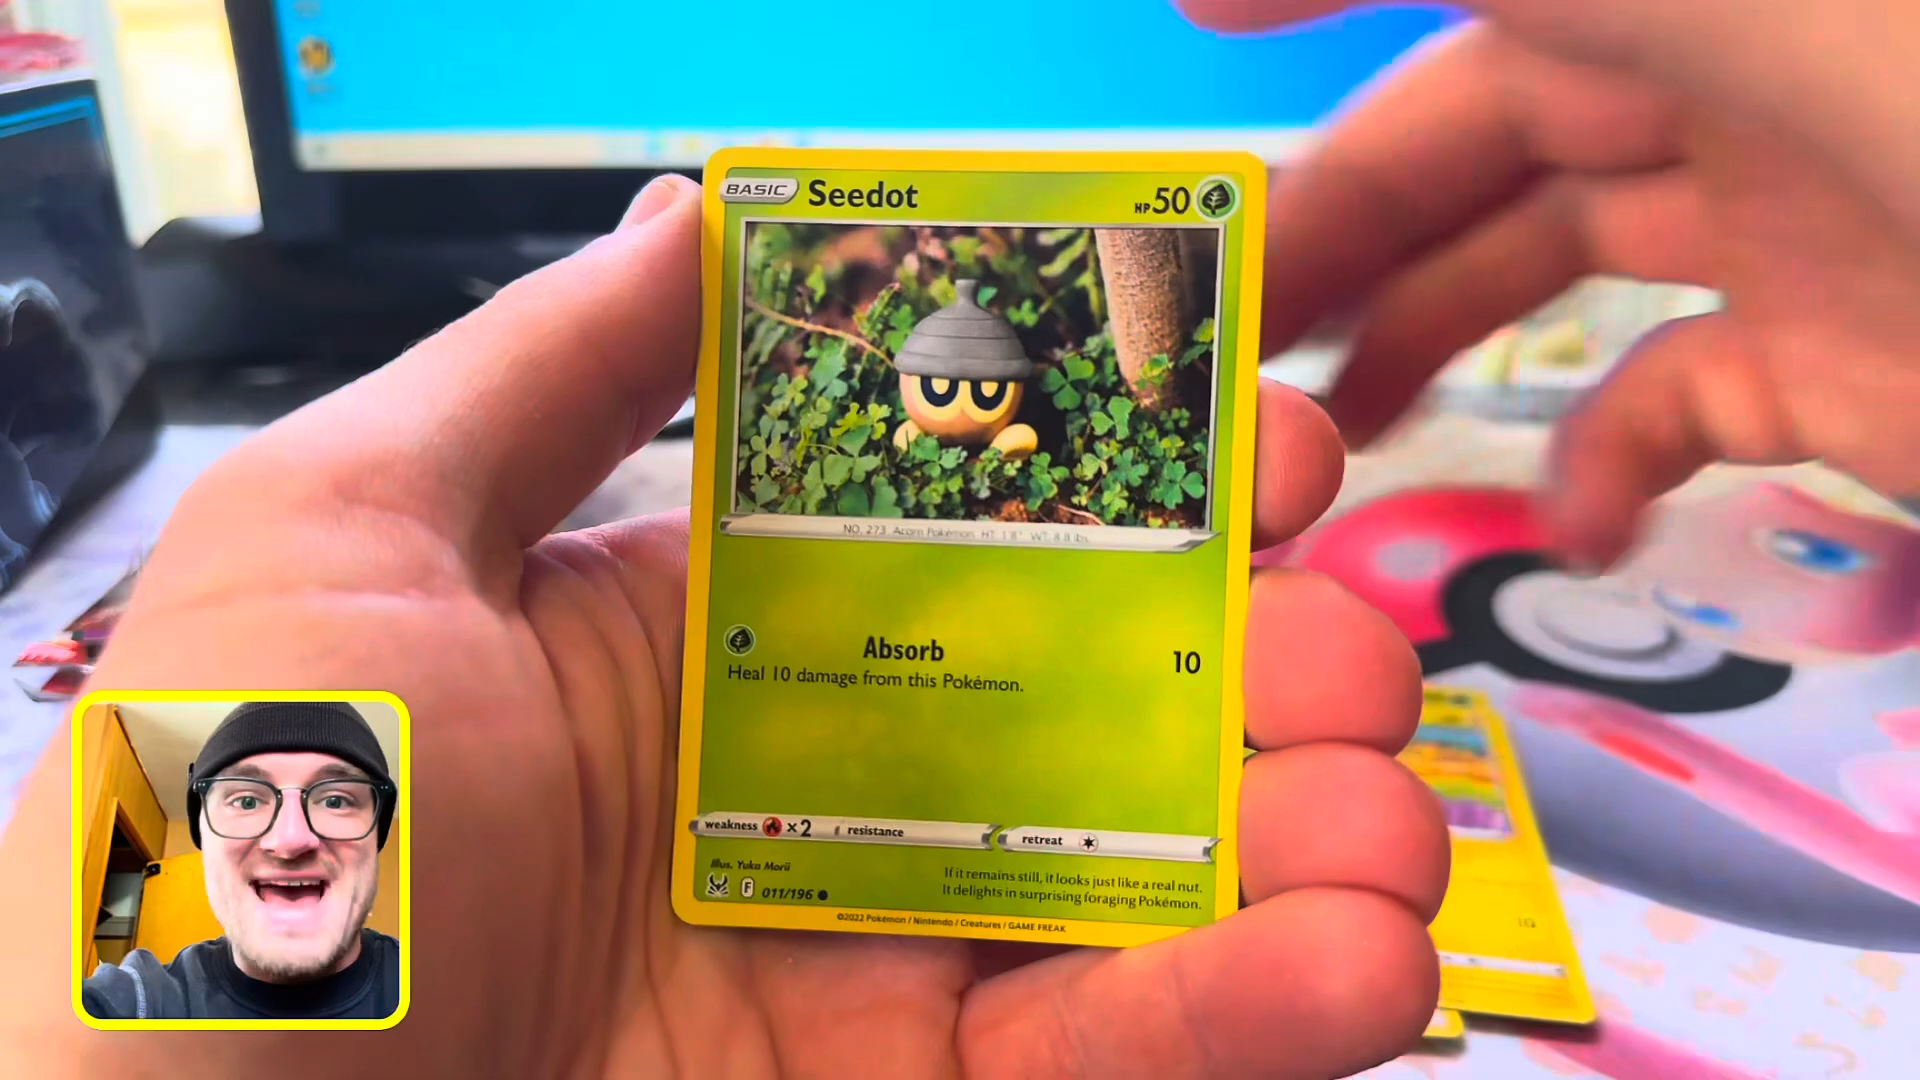 BASIC Seedot HP 50
NO. 273 Acorn Pokémon HT: 1'8" WT: 8.8 lbs.
Absorb 10
Heal 10 damage from this Pokémon.
weakness ×2 resistance retreat
Illus. Yuka Morii
F 011/196
If it remains still, it looks just like a real nut.
It delights in surprising foraging Pokémon.
©2022 Pokémon / Nintendo / Creatures / GAME FREAK